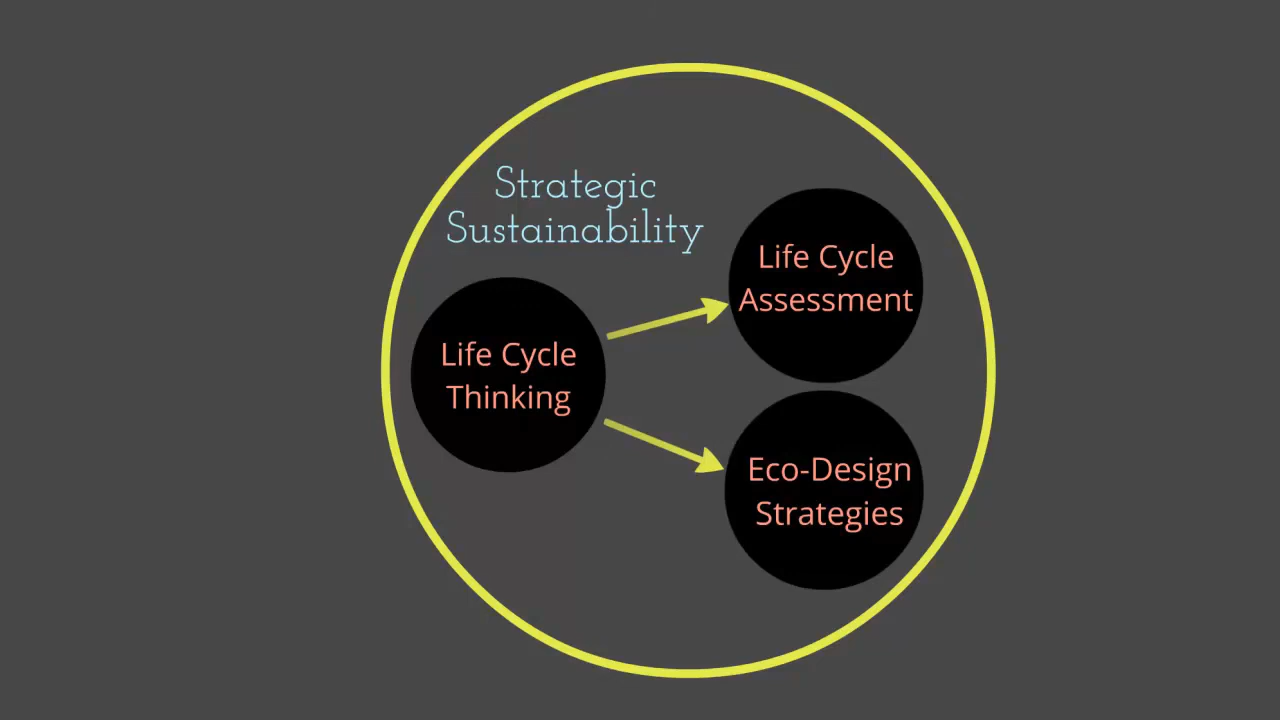 Strategic
Sustainability
Life Cycle
Thinking
Life Cycle
Assessment
Eco-Design
Strategies